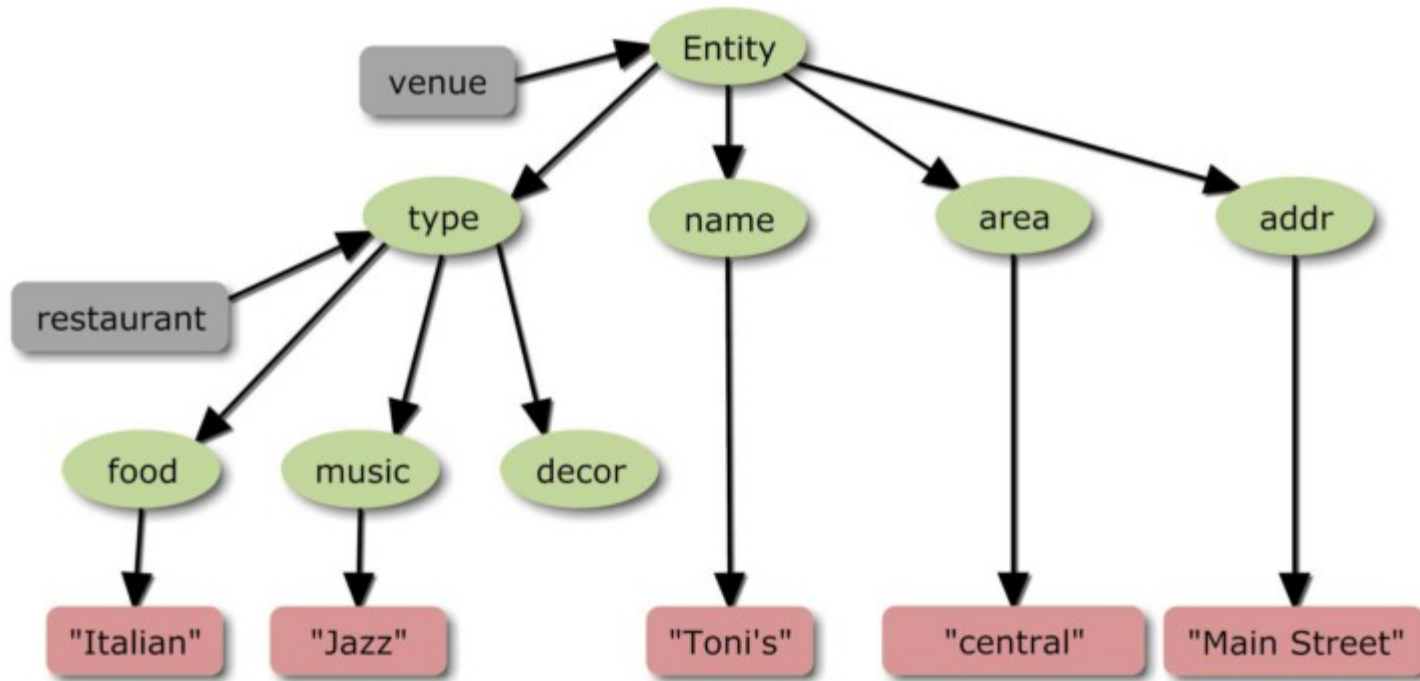 Entity
venue
type
name
area
addr
restaurant
food
music
decor
"Italian"
"Jazz"
"Toni's"
"central"
"Main Street"